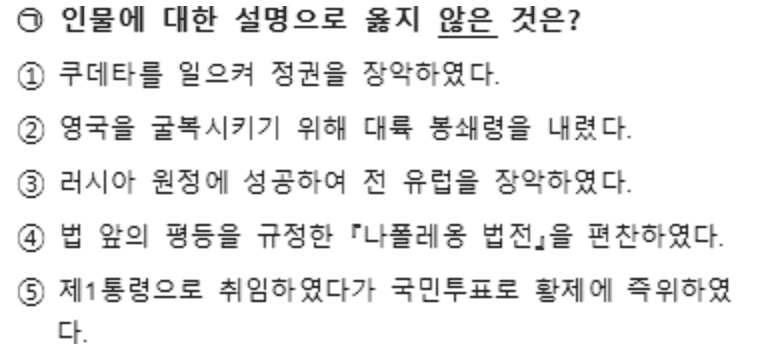 ㉠ 인물에 대한 설명으로 옳지 않은 것은?
① 쿠데타를 일으켜 정권을 장악하였다.
② 영국을 굴복시키기 위해 대륙 봉쇄령을 내렸다.
③ 러시아 원정에 성공하여 전 유럽을 장악하였다.
④ 법 앞의 평등을 규정한 『나폴레옹 법전』을 편찬하였다.
⑤ 제1통령으로 취임하였다가 국민투표로 황제에 즉위하였
다.